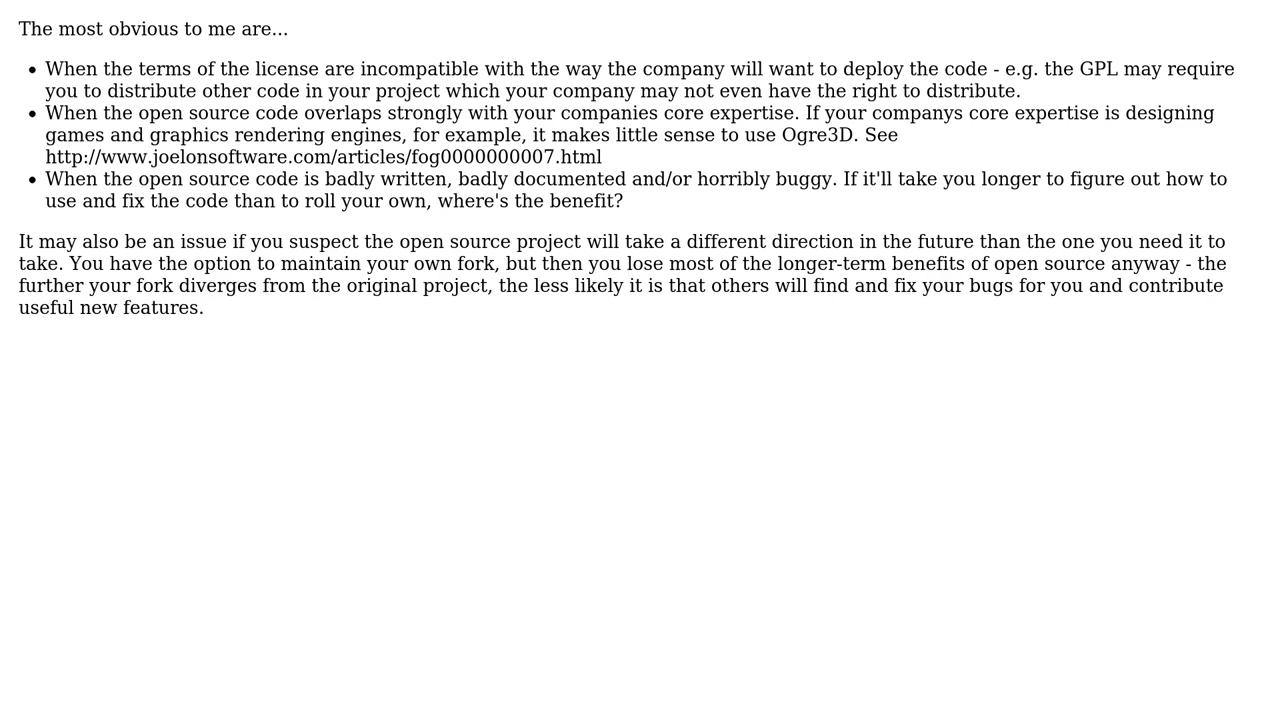 The most obvious to me are...
• When the terms of the license are incompatible with the way the company will want to deploy the code - e.g. the GPL may require
you to distribute other code in your project which your company may not even have the right to distribute.
• When the open source code overlaps strongly with your companies core expertise. If your companys core expertise is designing
games and graphics rendering engines, for example, it makes little sense to use Ogre3D. See
http://www.joelonsoftware.com/articles/fog0000000007.html
• When the open source code is badly written, badly documented and/or horribly buggy. If it'll take you longer to figure out how to
use and fix the code than to roll your own, where's the benefit?
It may also be an issue if you suspect the open source project will take a different direction in the future than the one you need it to
take. You have the option to maintain your own fork, but then you lose most of the longer-term benefits of open source anyway - the
further your fork diverges from the original project, the less likely it is that others will find and fix your bugs for you and contribute
useful new features.